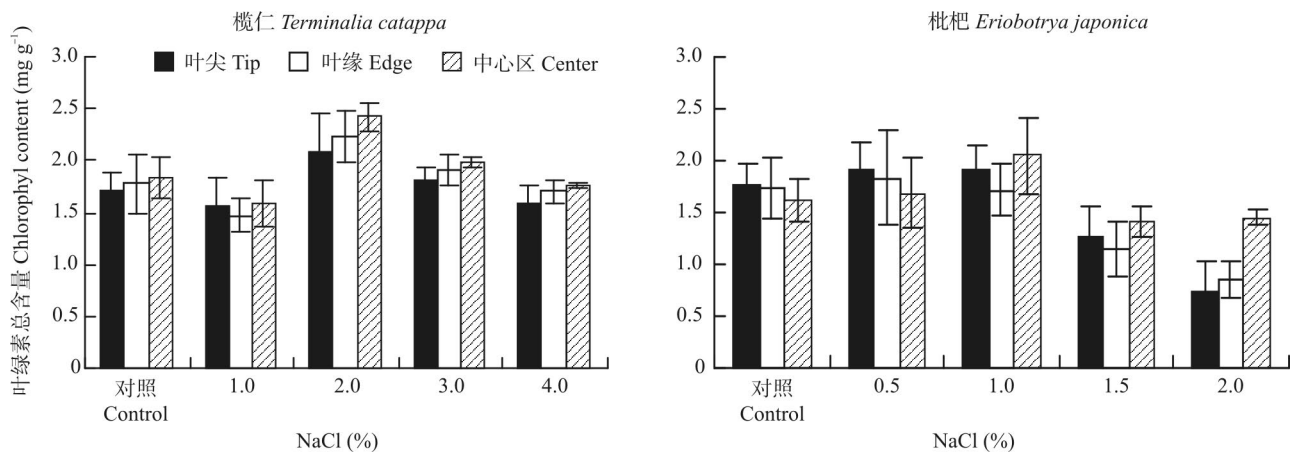 榄仁 Terminalia catappa
叶绿素总含量 Chlorophyl content (mg g⁻¹)
3.0
2.5
2.0
1.5
1.0
0.5
0
叶尖 Tip 叶缘 Edge 中心区 Center
对照 1.0 2.0 3.0 4.0
Control
NaCl (%)
枇杷 Eriobotrya japonica
3.0
2.5
2.0
1.5
1.0
0.5
0
对照 0.5 1.0 1.5 2.0
Control
NaCl (%)